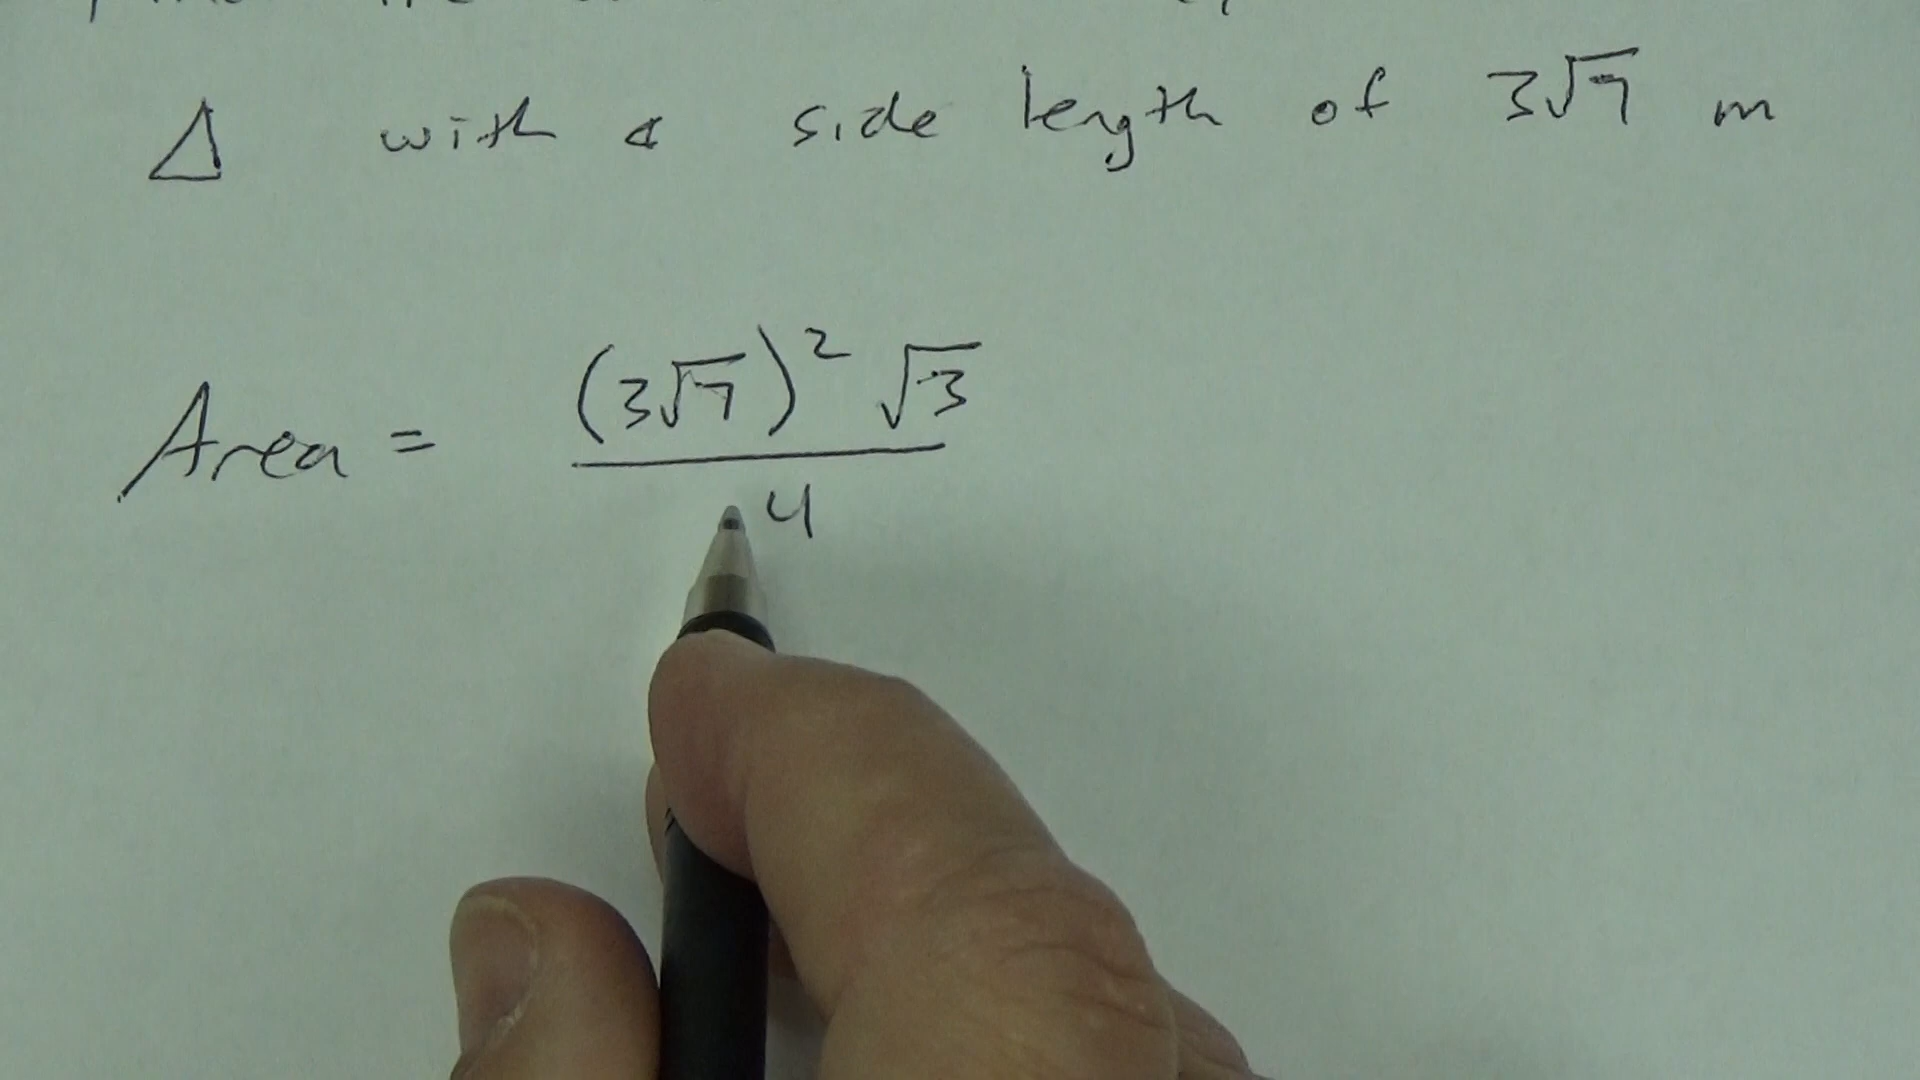 Δ with a side length of 3√7 m
Area = (3√7)² √3
4